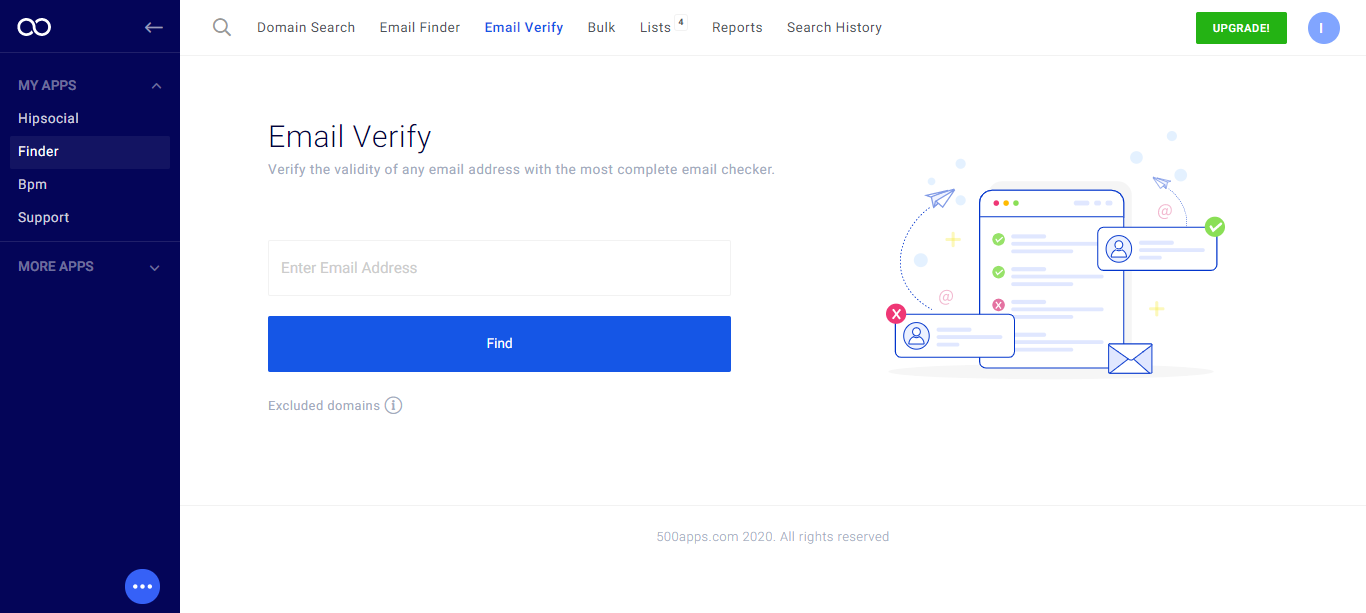 Domain Search Email Finder Email Verify Bulk Lists 4 Reports Search History UPGRADE! I
MY APPS
Hipsocial
Finder
Bpm
Support
MORE APPS
Email Verify
Verify the validity of any email address with the most complete email checker.
Enter Email Address
Find
Excluded domains i
@
@
X
X
500apps.com 2020. All rights reserved